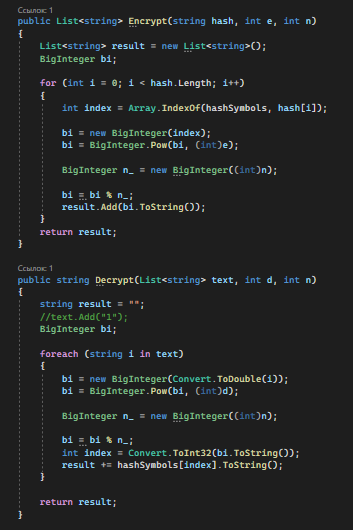 Ссылок: 1
public List<string> Encrypt(string hash, int e, int n)
{
List<string> result = new List<string>();
BigInteger bi;
for (int i = 0; i < hash.Length; i++)
{
int index = Array.IndexOf(hashSymbols, hash[i]);
bi = new BigInteger(index);
bi = BigInteger.Pow(bi, (int)e);
BigInteger n_ = new BigInteger((int)n);
bi = bi % n_;
result.Add(bi.ToString());
}
return result;
}
Ссылок: 1
public string Decrypt(List<string> text, int d, int n)
{
string result = "";
//text.Add("1");
BigInteger bi;
foreach (string i in text)
{
bi = new BigInteger(Convert.ToDouble(i));
bi = BigInteger.Pow(bi, (int)d);
BigInteger n_ = new BigInteger((int)n);
bi = bi % n_;
int index = Convert.ToInt32(bi.ToString());
result += hashSymbols[index].ToString();
}
return result;
}